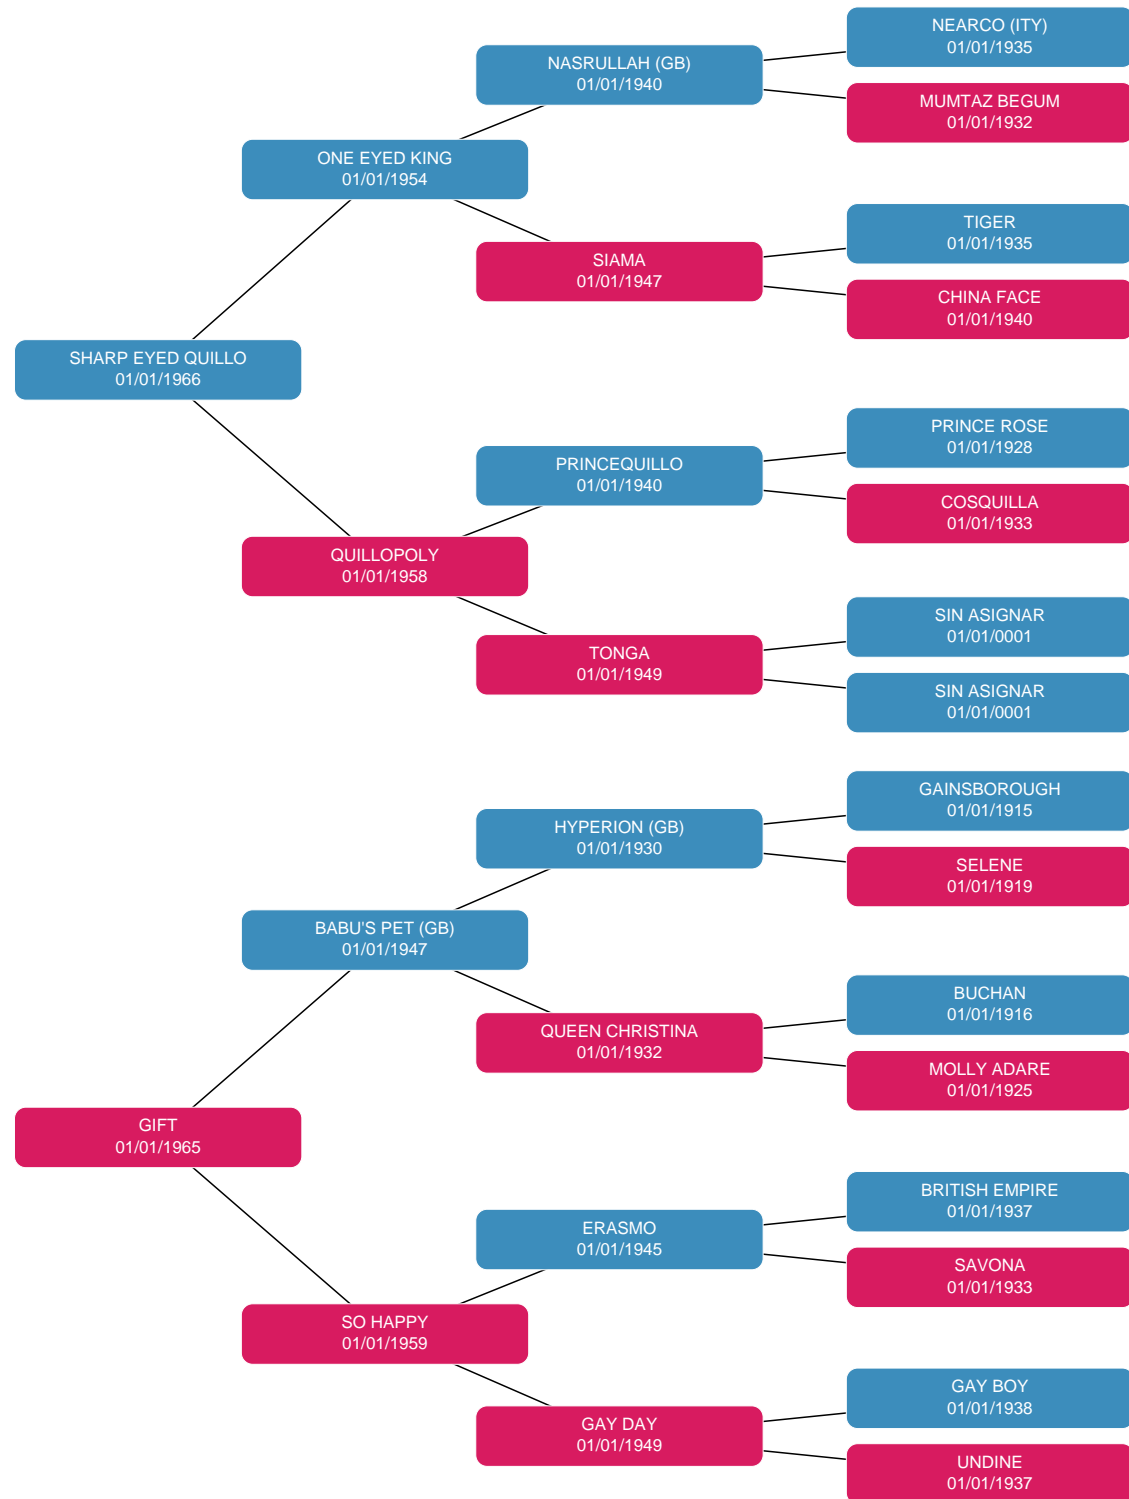 NEARCO (ITY)
01/01/1935
NASRULLAH (GB)
01/01/1940
MUMTAZ BEGUM
01/01/1932
ONE EYED KING
01/01/1954
TIGER
01/01/1935
SIAMA
01/01/1947
CHINA FACE
01/01/1940
SHARP EYED QUILLO
01/01/1966
PRINCE ROSE
01/01/1928
PRINCEQUILLO
01/01/1940
COSQUILLA
01/01/1933
QUILLOPOLY
01/01/1958
SIN ASIGNAR
01/01/0001
TONGA
01/01/1949
SIN ASIGNAR
01/01/0001
GAINSBOROUGH
01/01/1915
HYPERION (GB)
01/01/1930
SELENE
01/01/1919
BABU'S PET (GB)
01/01/1947
BUCHAN
01/01/1916
QUEEN CHRISTINA
01/01/1932
MOLLY ADARE
01/01/1925
GIFT
01/01/1965
BRITISH EMPIRE
01/01/1937
ERASMO
01/01/1945
SAVONA
01/01/1933
SO HAPPY
01/01/1959
GAY BOY
01/01/1938
GAY DAY
01/01/1949
UNDINE
01/01/1937